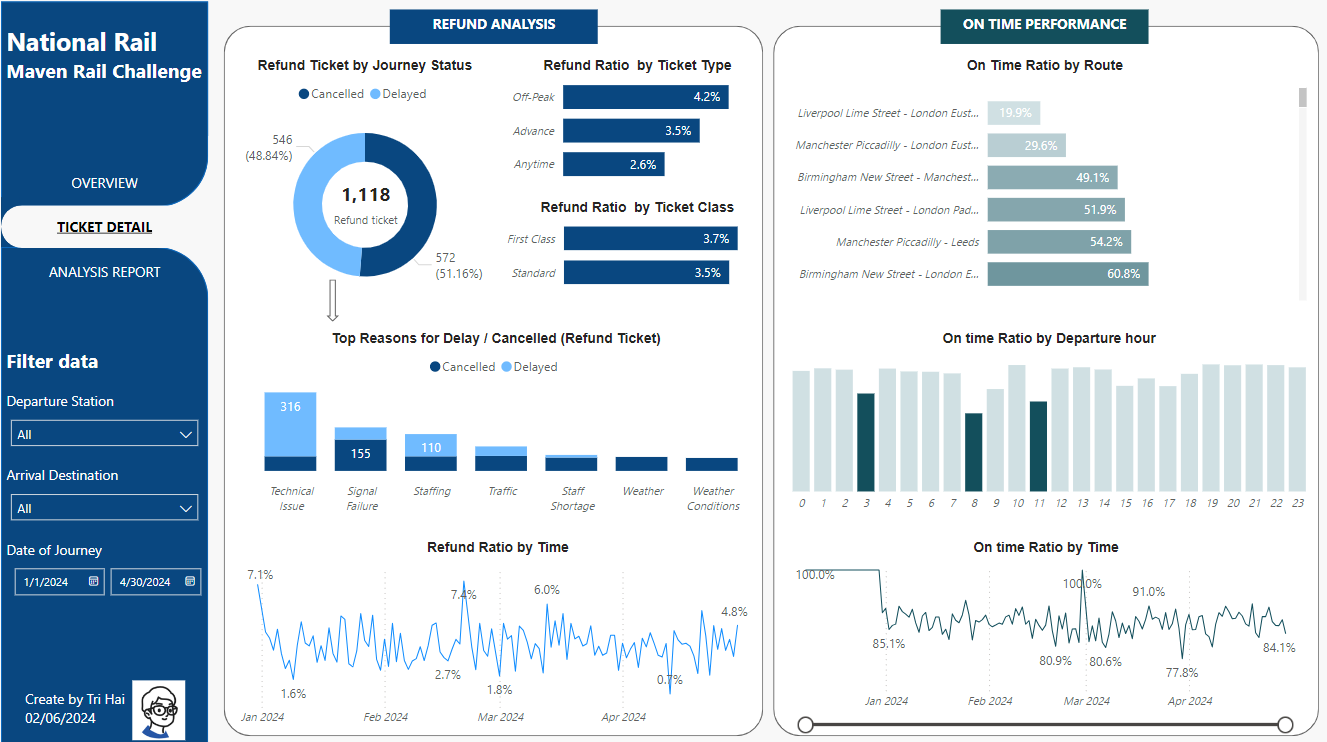 National Rail
Maven Rail Challenge
OVERVIEW
TICKET DETAIL
ANALYSIS REPORT
Filter data
Departure Station
All
Arrival Destination
All
Date of Journey
1/1/2024 4/30/2024
Create by Tri Hai
02/06/2024
REFUND ANALYSIS
Refund Ticket by Journey Status
Cancelled Delayed
546
(48.84%)
1,118
Refund ticket
572
(51.16%)
Refund Ratio by Ticket Type
Off-Peak 4.2%
Advance 3.5%
Anytime 2.6%
Refund Ratio by Ticket Class
First Class 3.7%
Standard 3.5%
Top Reasons for Delay / Cancelled (Refund Ticket)
Cancelled Delayed
316
155
110
Technical Issue
Signal Failure
Staffing
Traffic
Staff Shortage
Weather
Weather Conditions
Refund Ratio by Time
7.1%
1.6%
2.7%
7.4%
1.8%
6.0%
0.7%
4.8%
Jan 2024 Feb 2024 Mar 2024 Apr 2024
ON TIME PERFORMANCE
On Time Ratio by Route
Liverpool Lime Street - London Eust... 19.9%
Manchester Piccadilly - London Eust... 29.6%
Birmingham New Street - Manchest... 49.1%
Liverpool Lime Street - London Pad... 51.9%
Manchester Piccadilly - Leeds 54.2%
Birmingham New Street - London E... 60.8%
On time Ratio by Departure hour
0 1 2 3 4 5 6 7 8 9 10 11 12 13 14 15 16 17 18 19 20 21 22 23
On time Ratio by Time
100.0%
85.1%
80.9%
100.0%
80.6%
91.0%
77.8%
84.1%
Jan 2024 Feb 2024 Mar 2024 Apr 2024